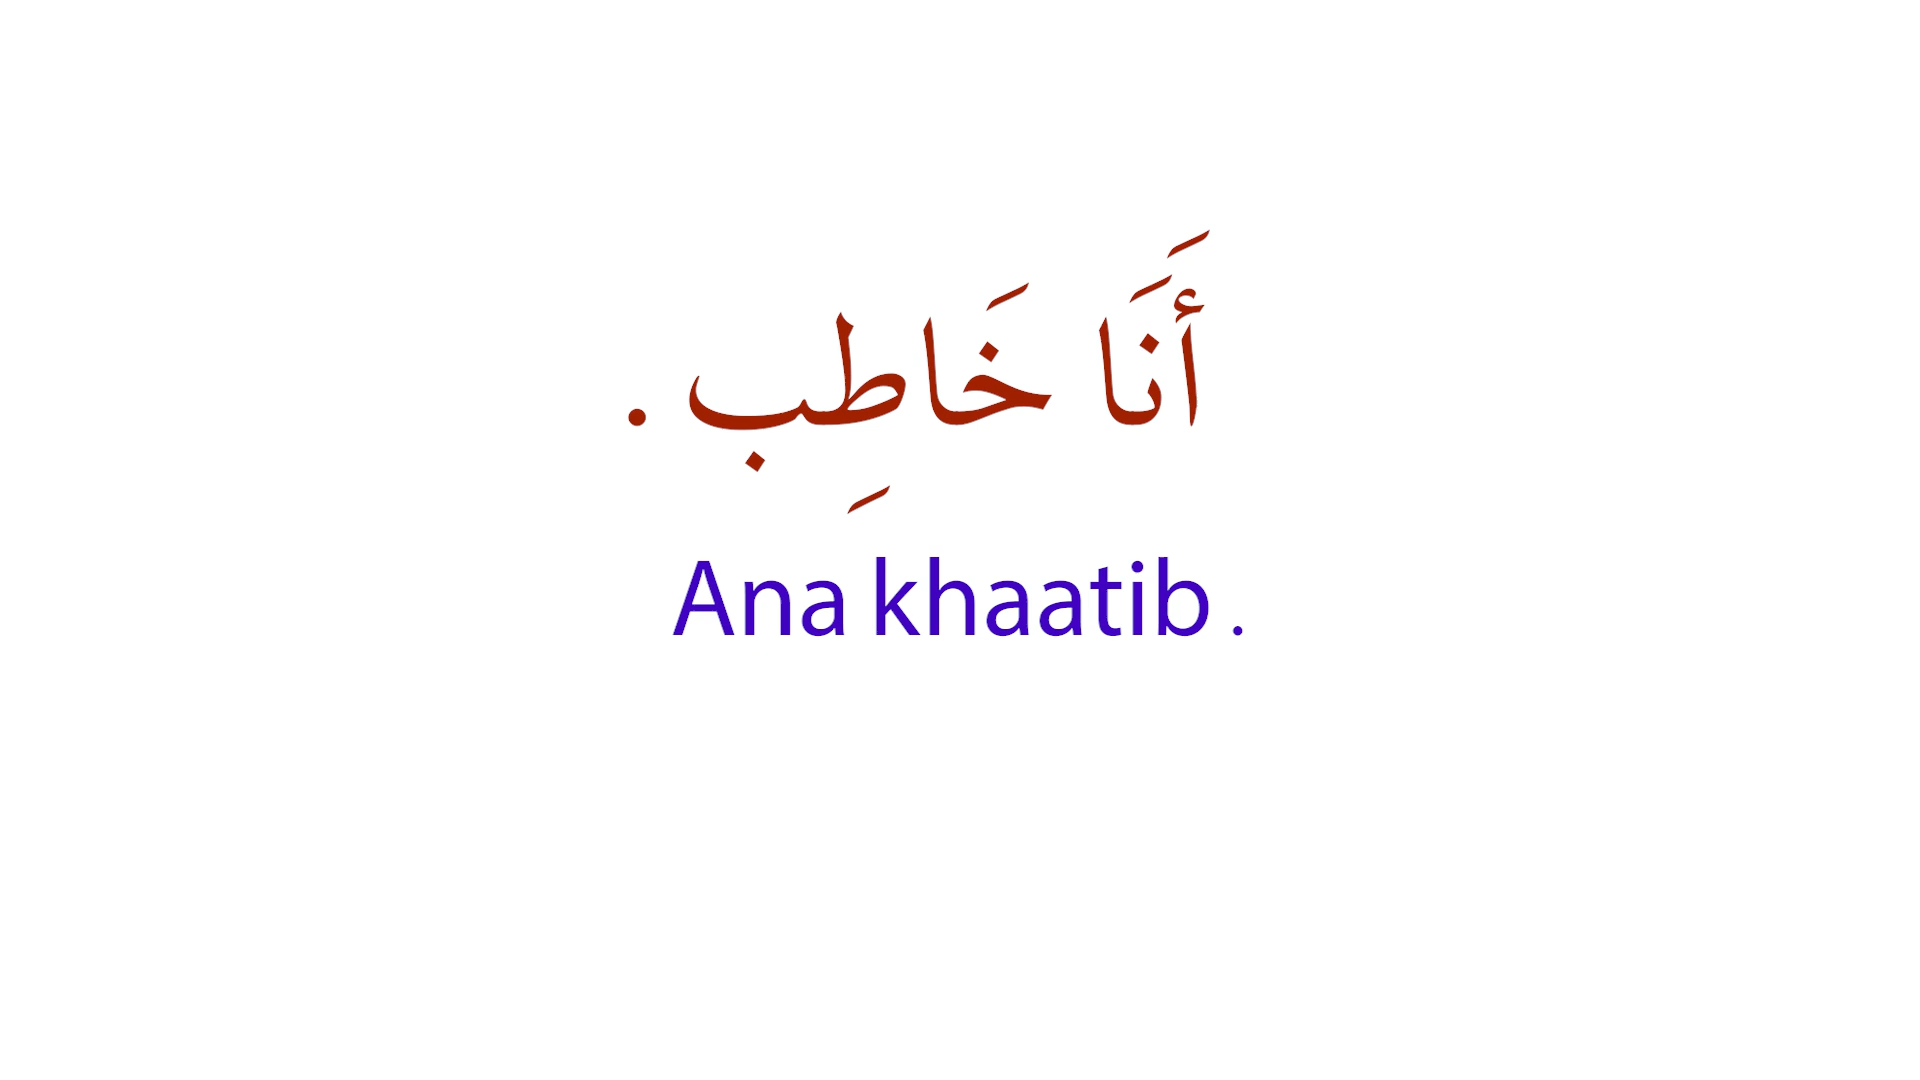 أَنَا خَاطِب .
Ana khaatib .